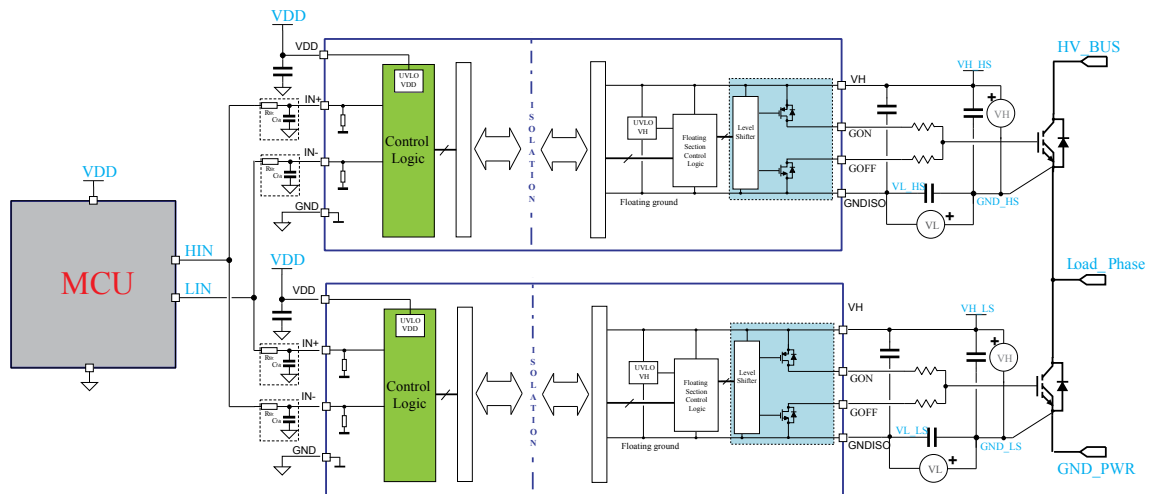 VDD
VDD
UVLO
VDD
IN+
Rin
Cin
IN-
Rin
Cin
GND
Control
Logic
ISOLATION
UVLO
VH
Floating
Section
Control
Logic
Level
Shifter
Floating ground
VH
GON
GOFF
GNDISO
VH_HS
VH
VL_HS
VL
GND_HS
HV_BUS
VDD
MCU
HIN
LIN
Load_Phase
VDD
VDD
UVLO
VDD
IN+
Rin
Cin
IN-
Rin
Cin
GND
Control
Logic
ISOLATION
UVLO
VH
Floating
Section
Control
Logic
Level
Shifter
Floating ground
VH
GON
GOFF
GNDISO
VH_LS
VH
VL_LS
VL
GND_LS
GND_PWR